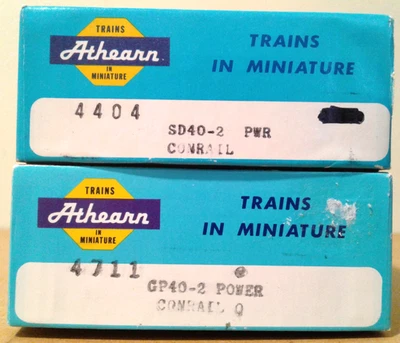 TRAINS
Athearn
IN
MINIATURE
TRAINS
IN MINIATURE
4404
SD40-2 PWR
CONRAIL
TRAINS
Athearn
IN
MINIATURE
TRAINS
IN MINIATURE
4711
GP40-2 POWER
CONRAIL Q